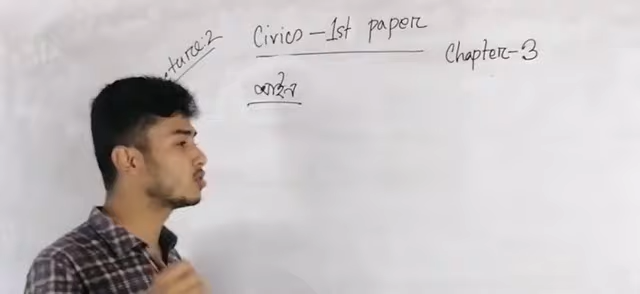 Civics – 1st paper
Chapter-3
আইন